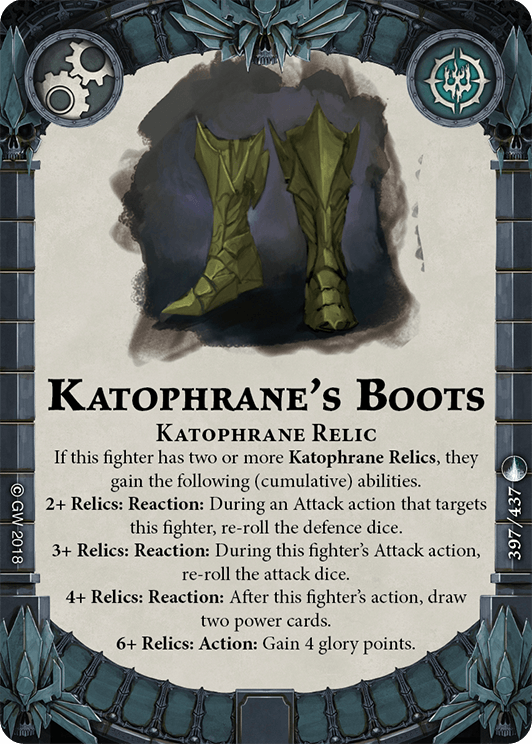 KATOPHRANE'S BOOTS
KATOPHRANE RELIC
If this fighter has two or more Katophrane Relics, they
gain the following (cumulative) abilities.
2+ Relics: Reaction: During an Attack action that targets
this fighter, re-roll the defence dice.
3+ Relics: Reaction: During this fighter's Attack action,
re-roll the attack dice.
4+ Relics: Reaction: After this fighter's action, draw
two power cards.
6+ Relics: Action: Gain 4 glory points.
© GW 2018
397/437